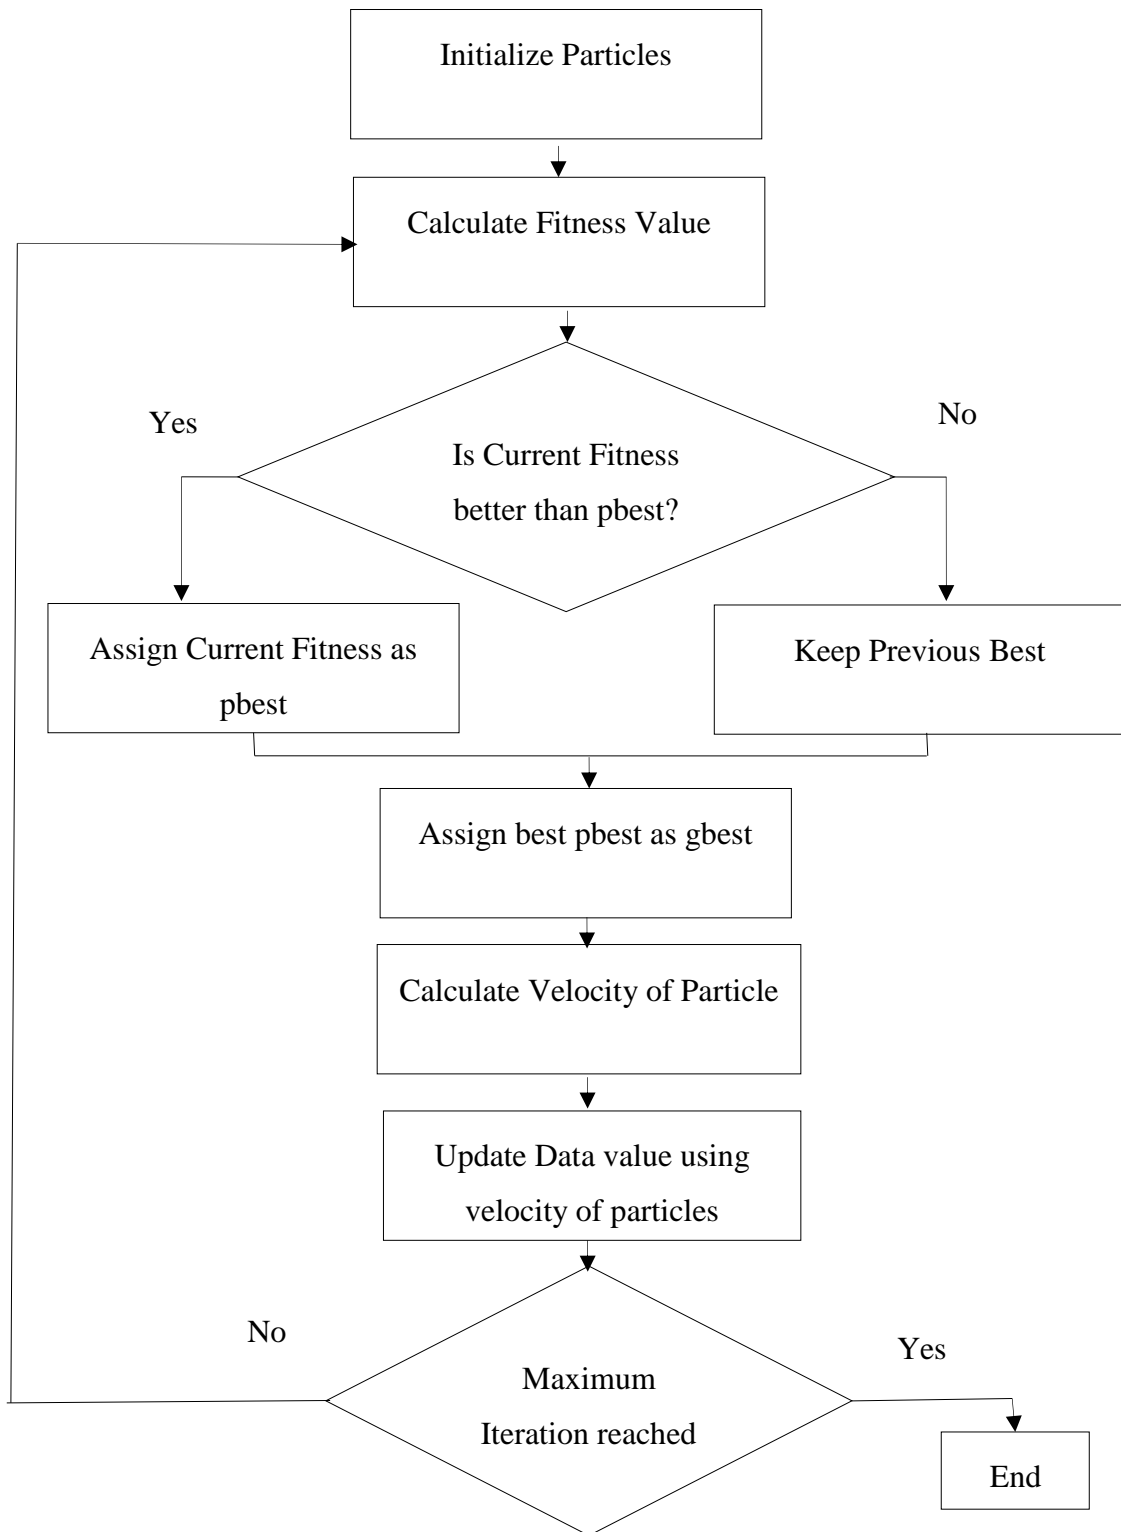 Initialize Particles
Calculate Fitness Value
Yes
No
Is Current Fitness
better than pbest?
Assign Current Fitness as
pbest
Keep Previous Best
Assign best pbest as gbest
Calculate Velocity of Particle
Update Data value using
velocity of particles
No
Yes
Maximum
Iteration reached
End